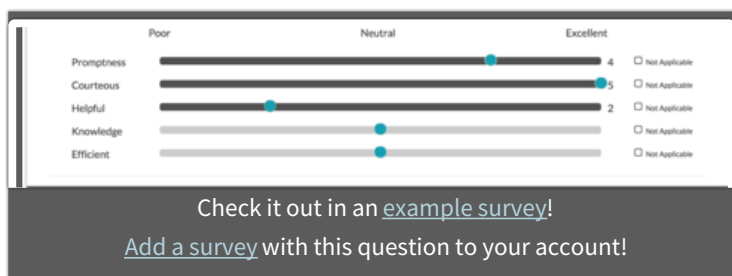 Poor Neutral Excellent
Promptness 4 Not Applicable
Courteous 5 Not Applicable
Helpful 2 Not Applicable
Knowledge Not Applicable
Efficient Not Applicable
Check it out in an example survey!
Add a survey with this question to your account!